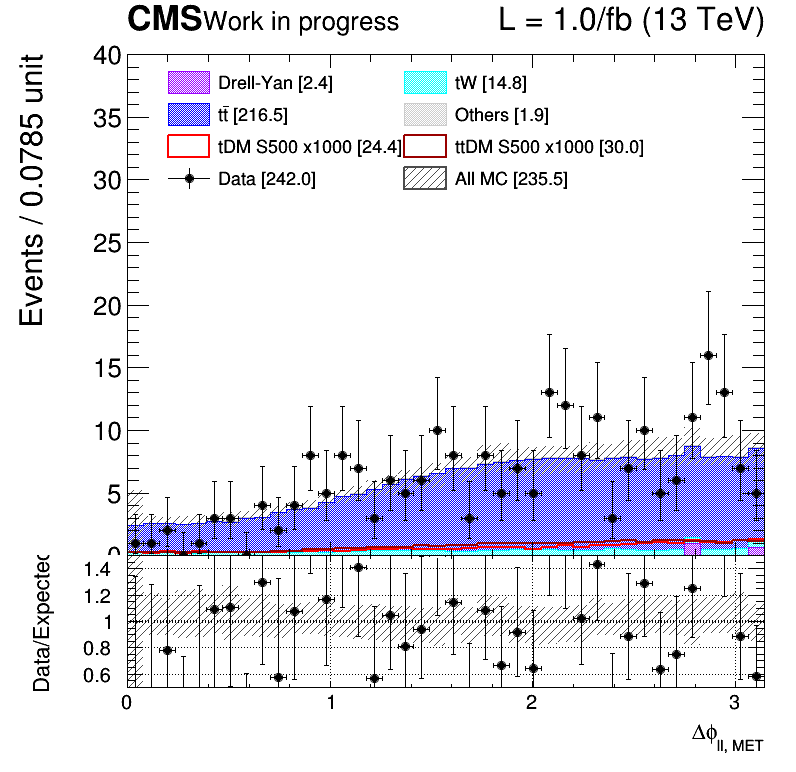 CMS Work in progress L = 1.0/fb (13 TeV)
Events / 0.0785 unit
40
35
30
25
20
15
10
5
0
Drell-Yan [2.4] tW [14.8]
tt̄ [216.5] Others [1.9]
tDM S500 x1000 [24.4] ttDM S500 x1000 [30.0]
Data [242.0] All MC [235.5]
Data/Expected
1.4
1.2
1
0.8
0.6
0 1 2 3
Δϕll, MET